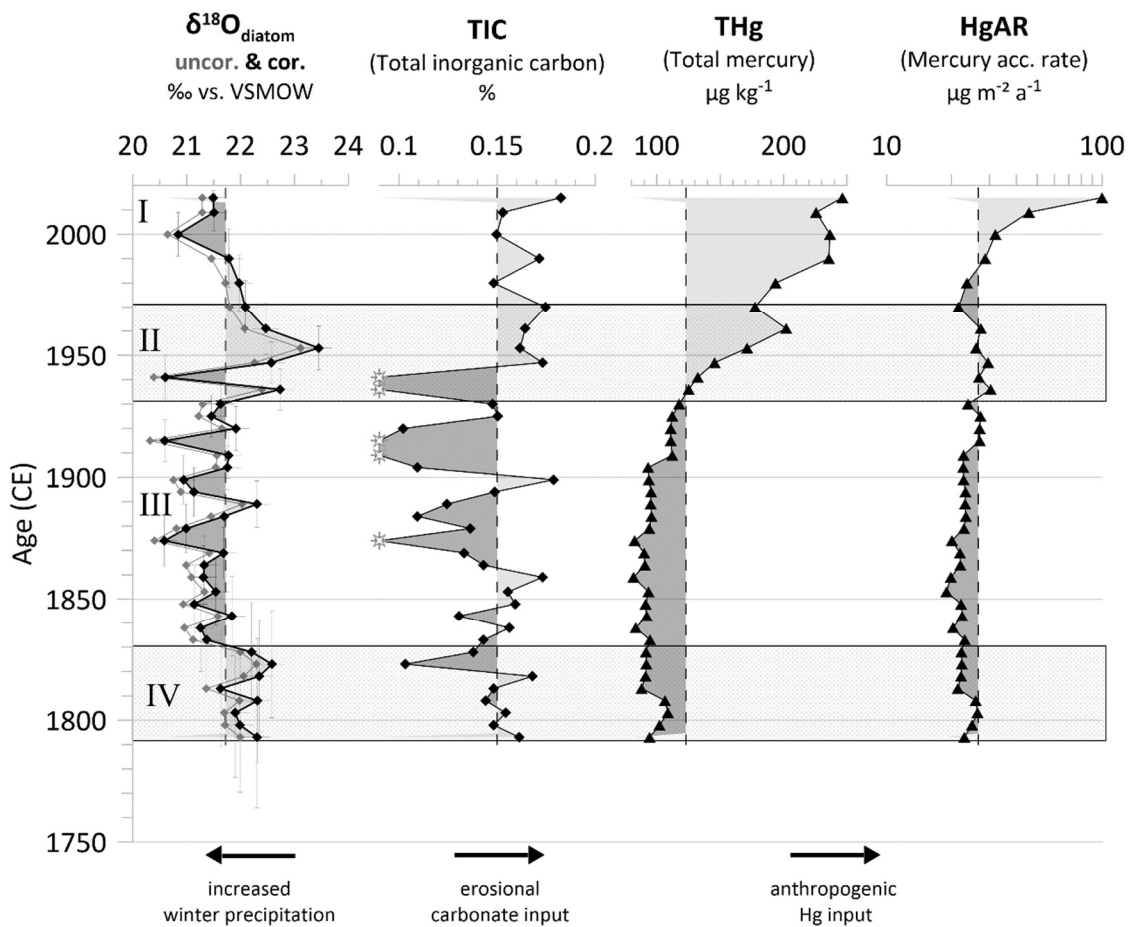 δ¹⁸O diatom
uncor. & cor.
‰ vs. VSMOW
TIC
(Total inorganic carbon)
%
THg
(Total mercury)
µg kg⁻¹
HgAR
(Mercury acc. rate)
µg m⁻² a⁻¹
20 21 22 23 24
0.1 0.15 0.2
100 200
10 100
Age (CE)
2000
1950
1900
1850
1800
1750
I
II
III
IV
increased
winter precipitation
erosional
carbonate input
anthropogenic
Hg input